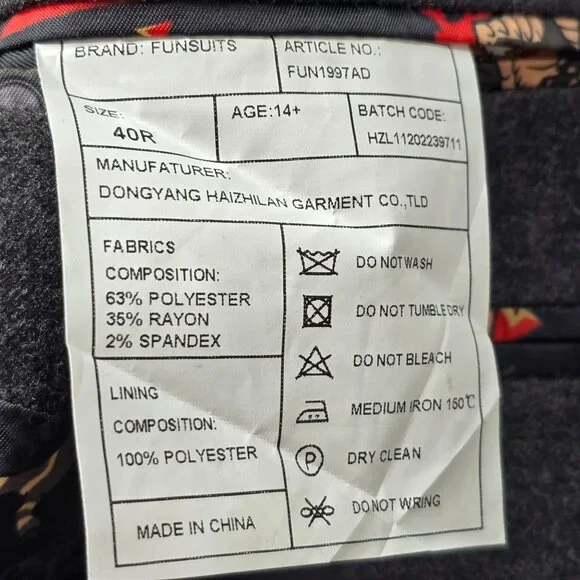 BRAND: FUNSUITS
ARTICLE NO.:
FUN1997AD
SIZE:
40R
AGE:14+
BATCH CODE:
HZL11202239711
MANUFATURER:
DONGYANG HAIZHILAN GARMENT CO.,TLD
FABRICS
COMPOSITION:
63% POLYESTER
35% RAYON
2% SPANDEX
LINING
COMPOSITION:
100% POLYESTER
MADE IN CHINA
DO NOT WASH
DO NOT TUMBLE DRY
DO NOT BLEACH
MEDIUM IRON 150℃
P DRY CLEAN
DO NOT WRING